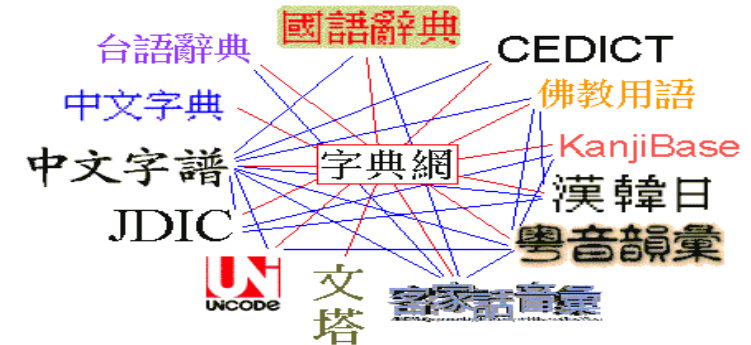 國語辭典
台語辭典
CEDICT
佛教用語
中文字典
KanjiBase
中文字譜
字典網
漢韓日
JDIC
粵音韻彙
UNICODE
文塔
客家話音彙